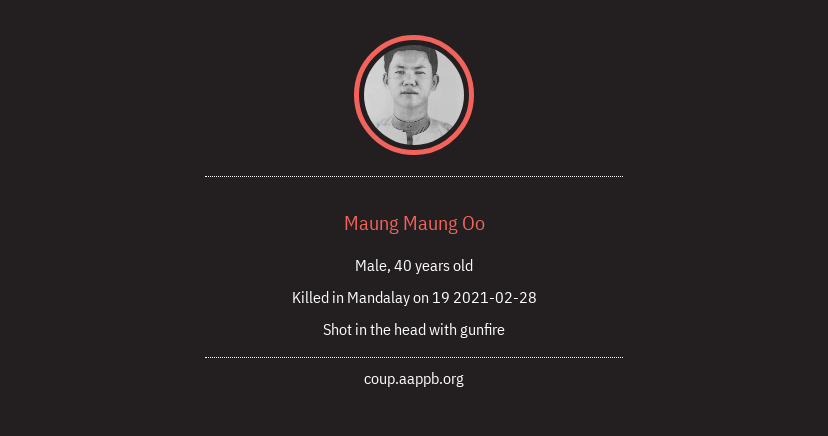 Maung Maung Oo
Male, 40 years old
Killed in Mandalay on 19 2021-02-28
Shot in the head with gunfire
coup.aappb.org